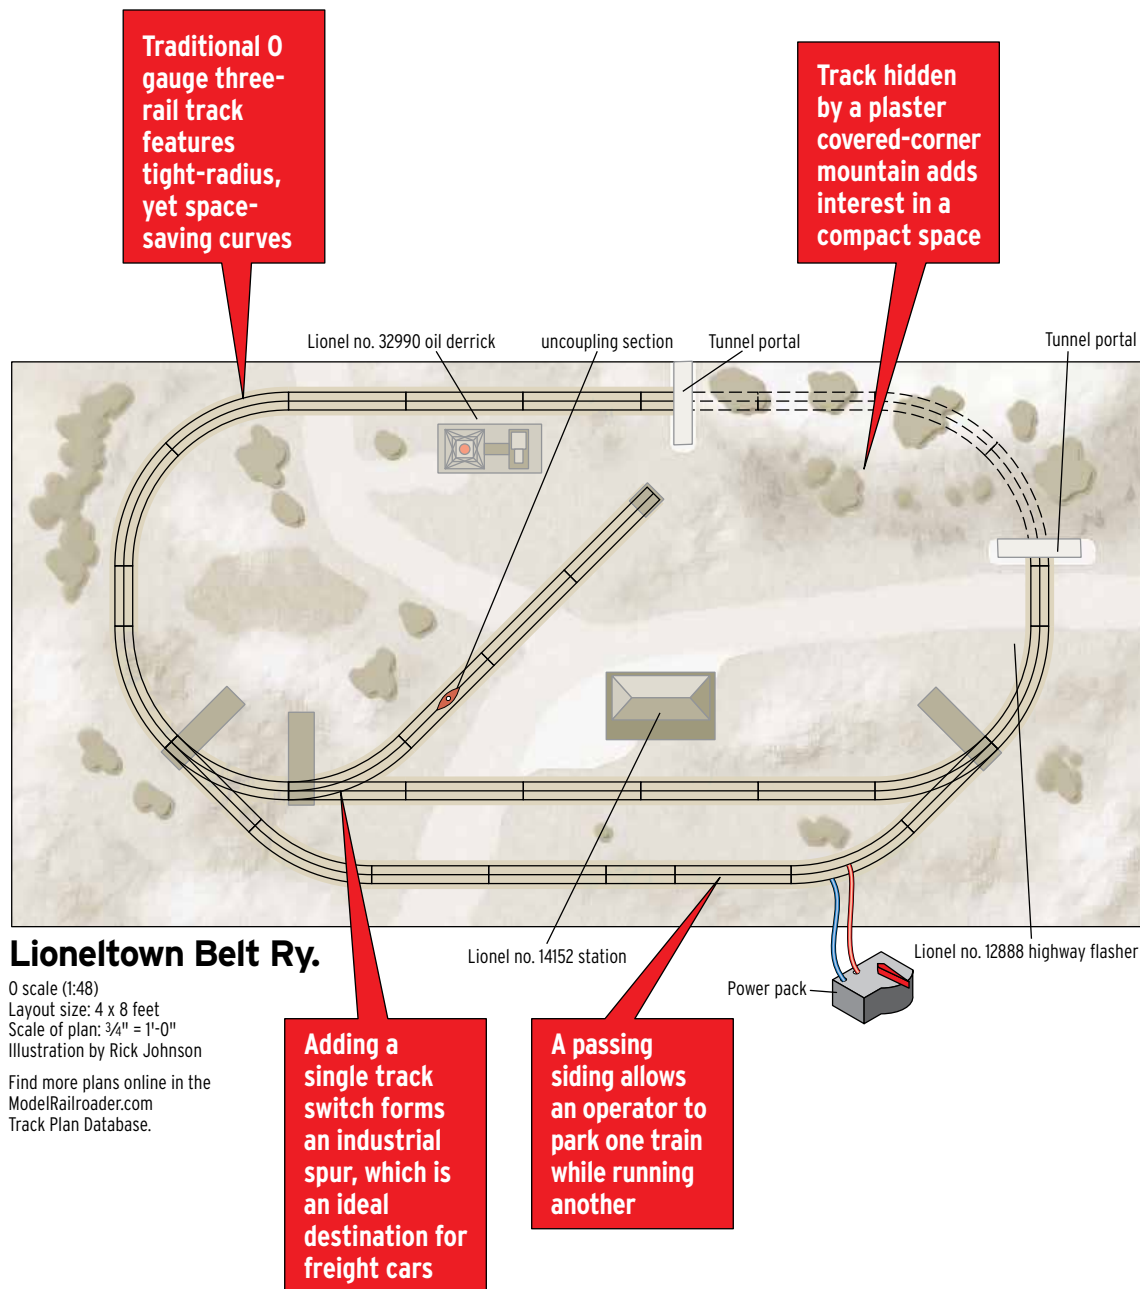 Traditional O
gauge three-
rail track
features
tight-radius,
yet space-
saving curves
Track hidden
by a plaster
covered-corner
mountain adds
interest in a
compact space
Lionel no. 32990 oil derrick
uncoupling section
Tunnel portal
Tunnel portal
Lioneltown Belt Ry.
O scale (1:48)
Layout size: 4 x 8 feet
Scale of plan: ¾" = 1'-0"
Illustration by Rick Johnson
Find more plans online in the
ModelRailroader.com
Track Plan Database.
Lionel no. 14152 station
Power pack
Lionel no. 12888 highway flasher
Adding a
single track
switch forms
an industrial
spur, which is
an ideal
destination for
freight cars
A passing
siding allows
an operator to
park one train
while running
another